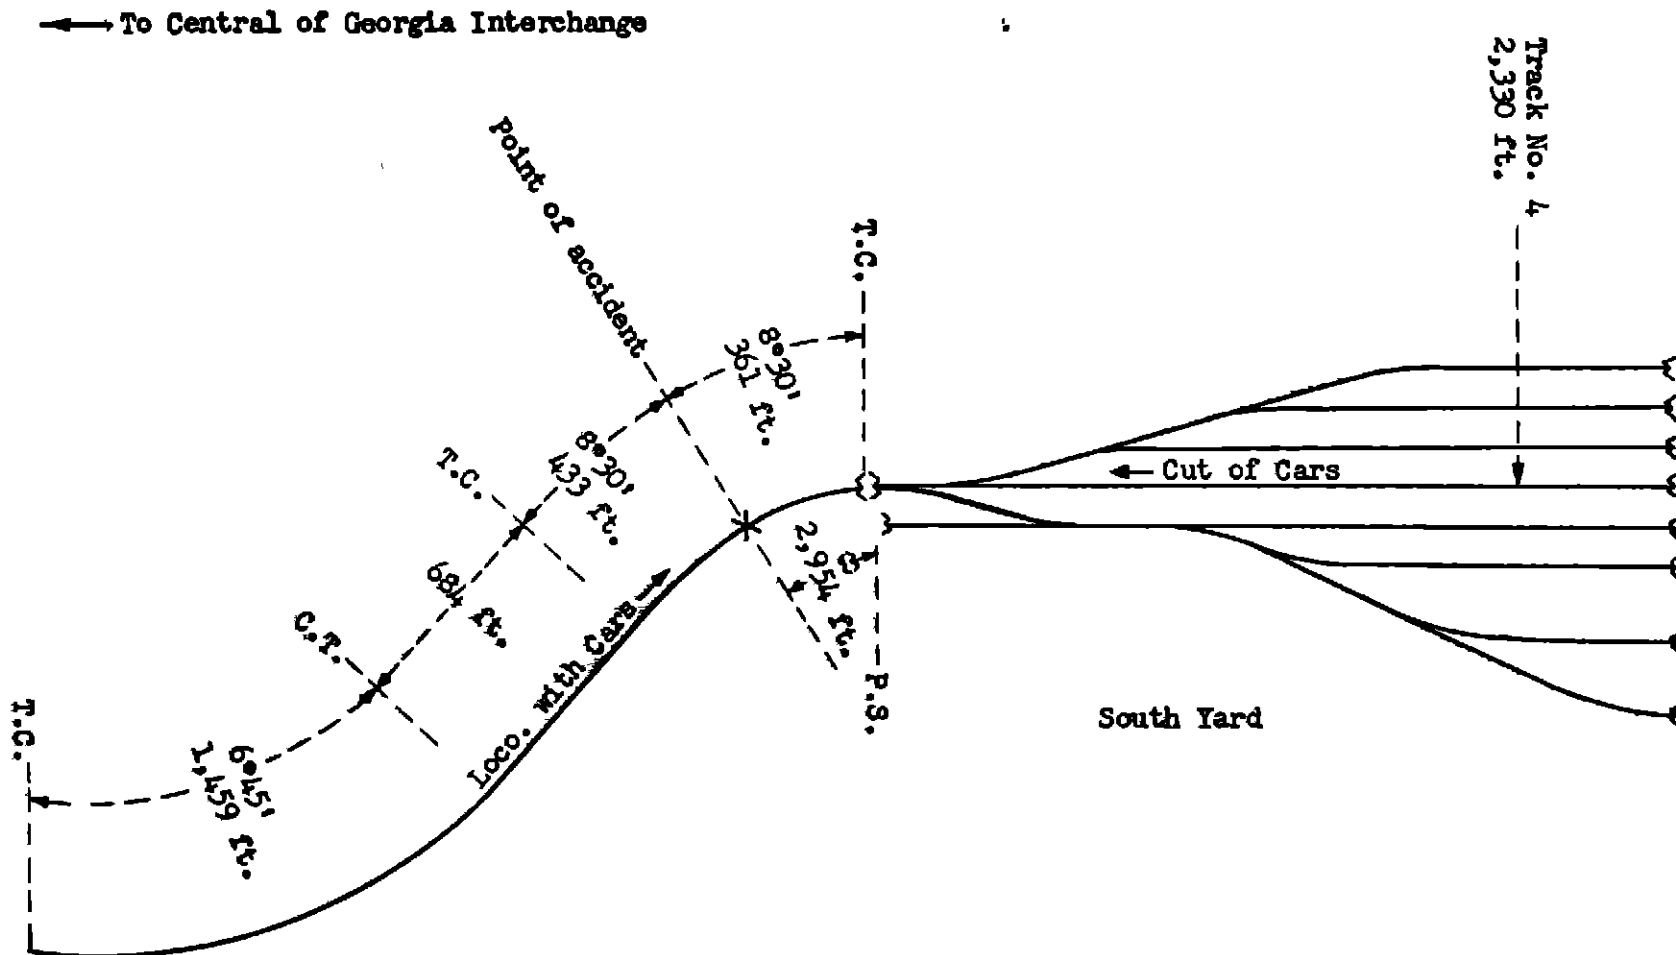 To Central of Georgia Interchange
Track No. 4
2,330 ft.
Point of accident
T.C.
8°30'
361 ft.
8°30'
433 ft.
T.C.
684 ft.
C.T.
Cut of Cars
2,954 ft.
P.S.
Loco. with Cars
South Yard
T.C.
6°45'
1,459 ft.